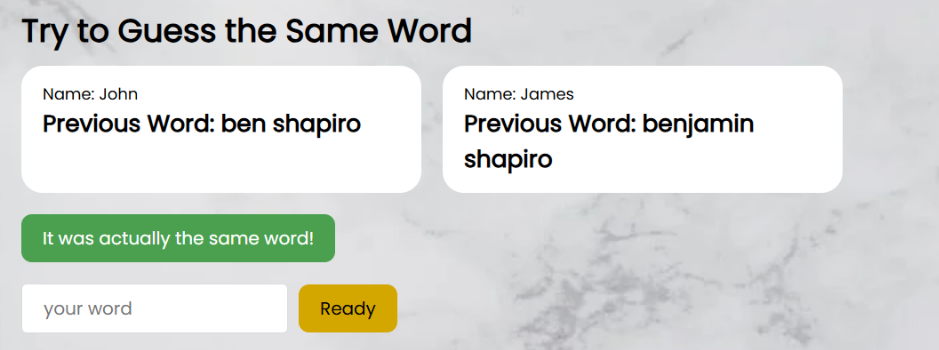 Try to Guess the Same Word
Name: John
Previous Word: ben shapiro
Name: James
Previous Word: benjamin
shapiro
It was actually the same word!
your word
Ready